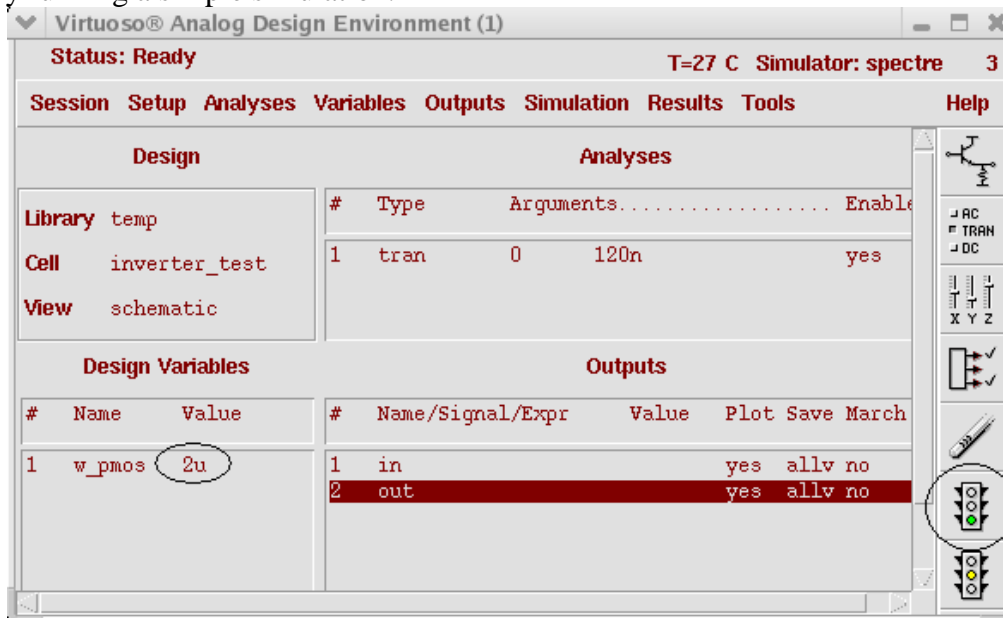 running a simple simulation.
Virtuoso® Analog Design Environment (1)
Status: Ready
T=27 C Simulator: spectre 3
Session Setup Analyses Variables Outputs Simulation Results Tools Help
Design
Library temp
Cell inverter_test
View schematic
Analyses
# Type Arguments.................. Enable
1 tran 0 120n yes
Design Variables
# Name Value
1 w_pmos 2u
Outputs
# Name/Signal/Expr Value Plot Save March
1 in yes allv no
2 out yes allv no
AC
TRAN
DC
X Y Z